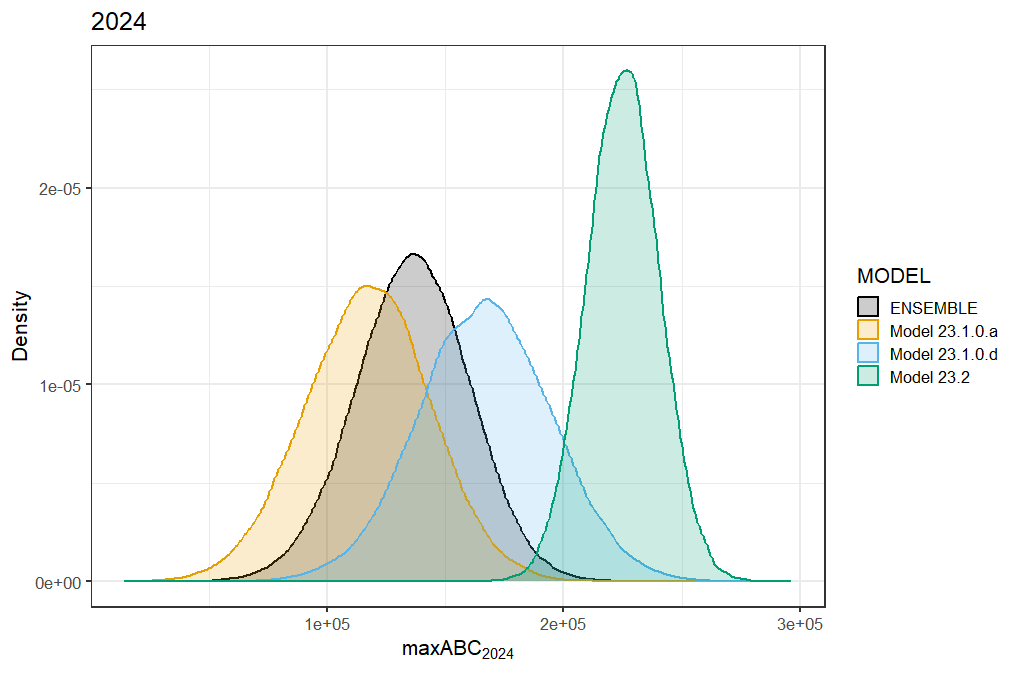 2024
Density
2e-05
1e-05
0e+00
1e+05
2e+05
3e+05
maxABC2024
MODEL
ENSEMBLE
Model 23.1.0.a
Model 23.1.0.d
Model 23.2